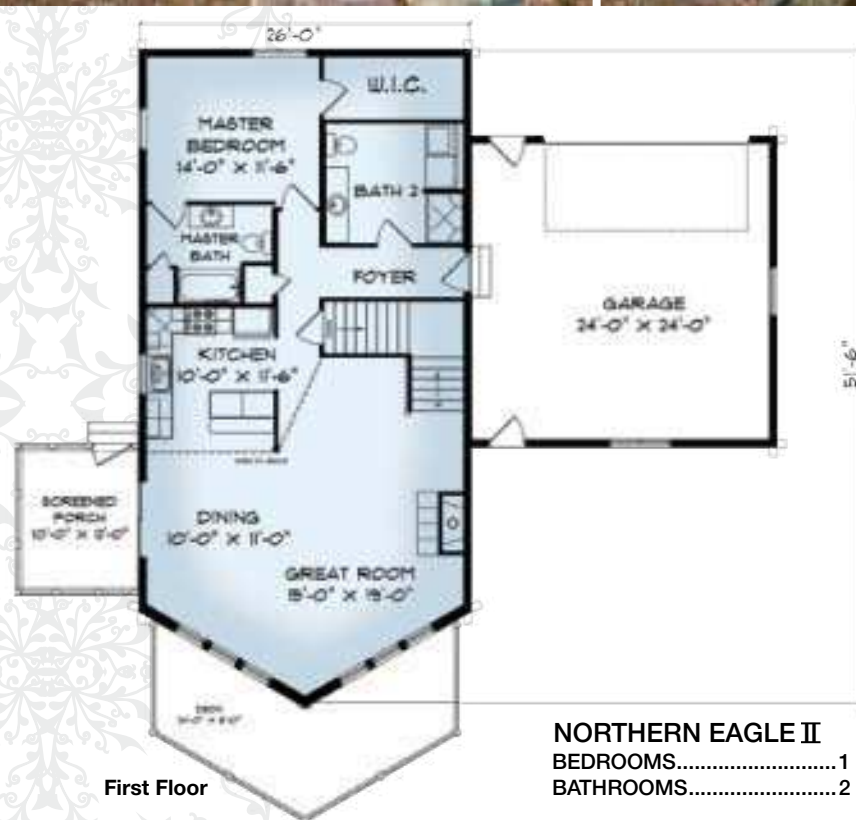 26'-0"
W.I.C.
MASTER
BEDROOM
14'-0" X 11'-6"
BATH 2
MASTER
BATH
FOYER
GARAGE
24'-0" X 24'-0"
51'-6"
KITCHEN
10'-0" X 11'-6"
SCREENED
PORCH
DINING
10'-0" X 11'-0"
GREAT ROOM
DECK
First Floor
NORTHERN EAGLE II
BEDROOMS...........................1
BATHROOMS.........................2